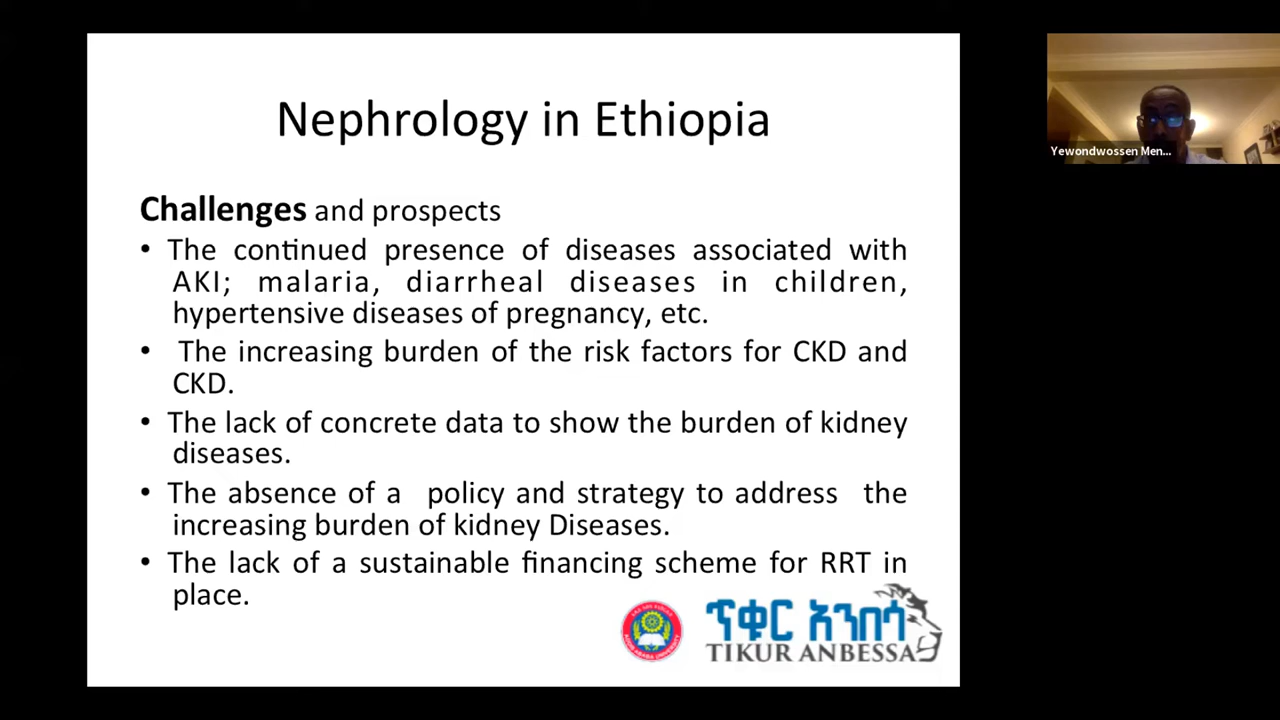 Nephrology in Ethiopia
Challenges and prospects
• The continued presence of diseases associated with
AKI; malaria, diarrheal diseases in children,
hypertensive diseases of pregnancy, etc.
• The increasing burden of the risk factors for CKD and
CKD.
• The lack of concrete data to show the burden of kidney
diseases.
• The absence of a policy and strategy to address the
increasing burden of kidney Diseases.
• The lack of a sustainable financing scheme for RRT in
place.
ጥቁር አንበሳ
TIKUR ANBESSA
ADDIS ABABA UNIVERSITY
Yewondwossen Men...